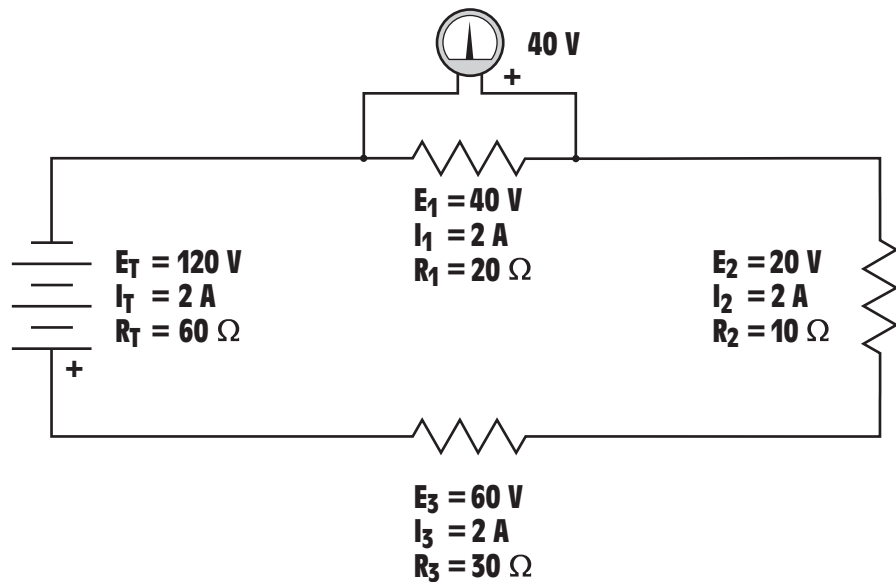 40 V
+
E₁ = 40 V
I₁ = 2 A
R₁ = 20 Ω
E_T = 120 V
I_T = 2 A
R_T = 60 Ω
+
E₂ = 20 V
I₂ = 2 A
R₂ = 10 Ω
E₃ = 60 V
I₃ = 2 A
R₃ = 30 Ω